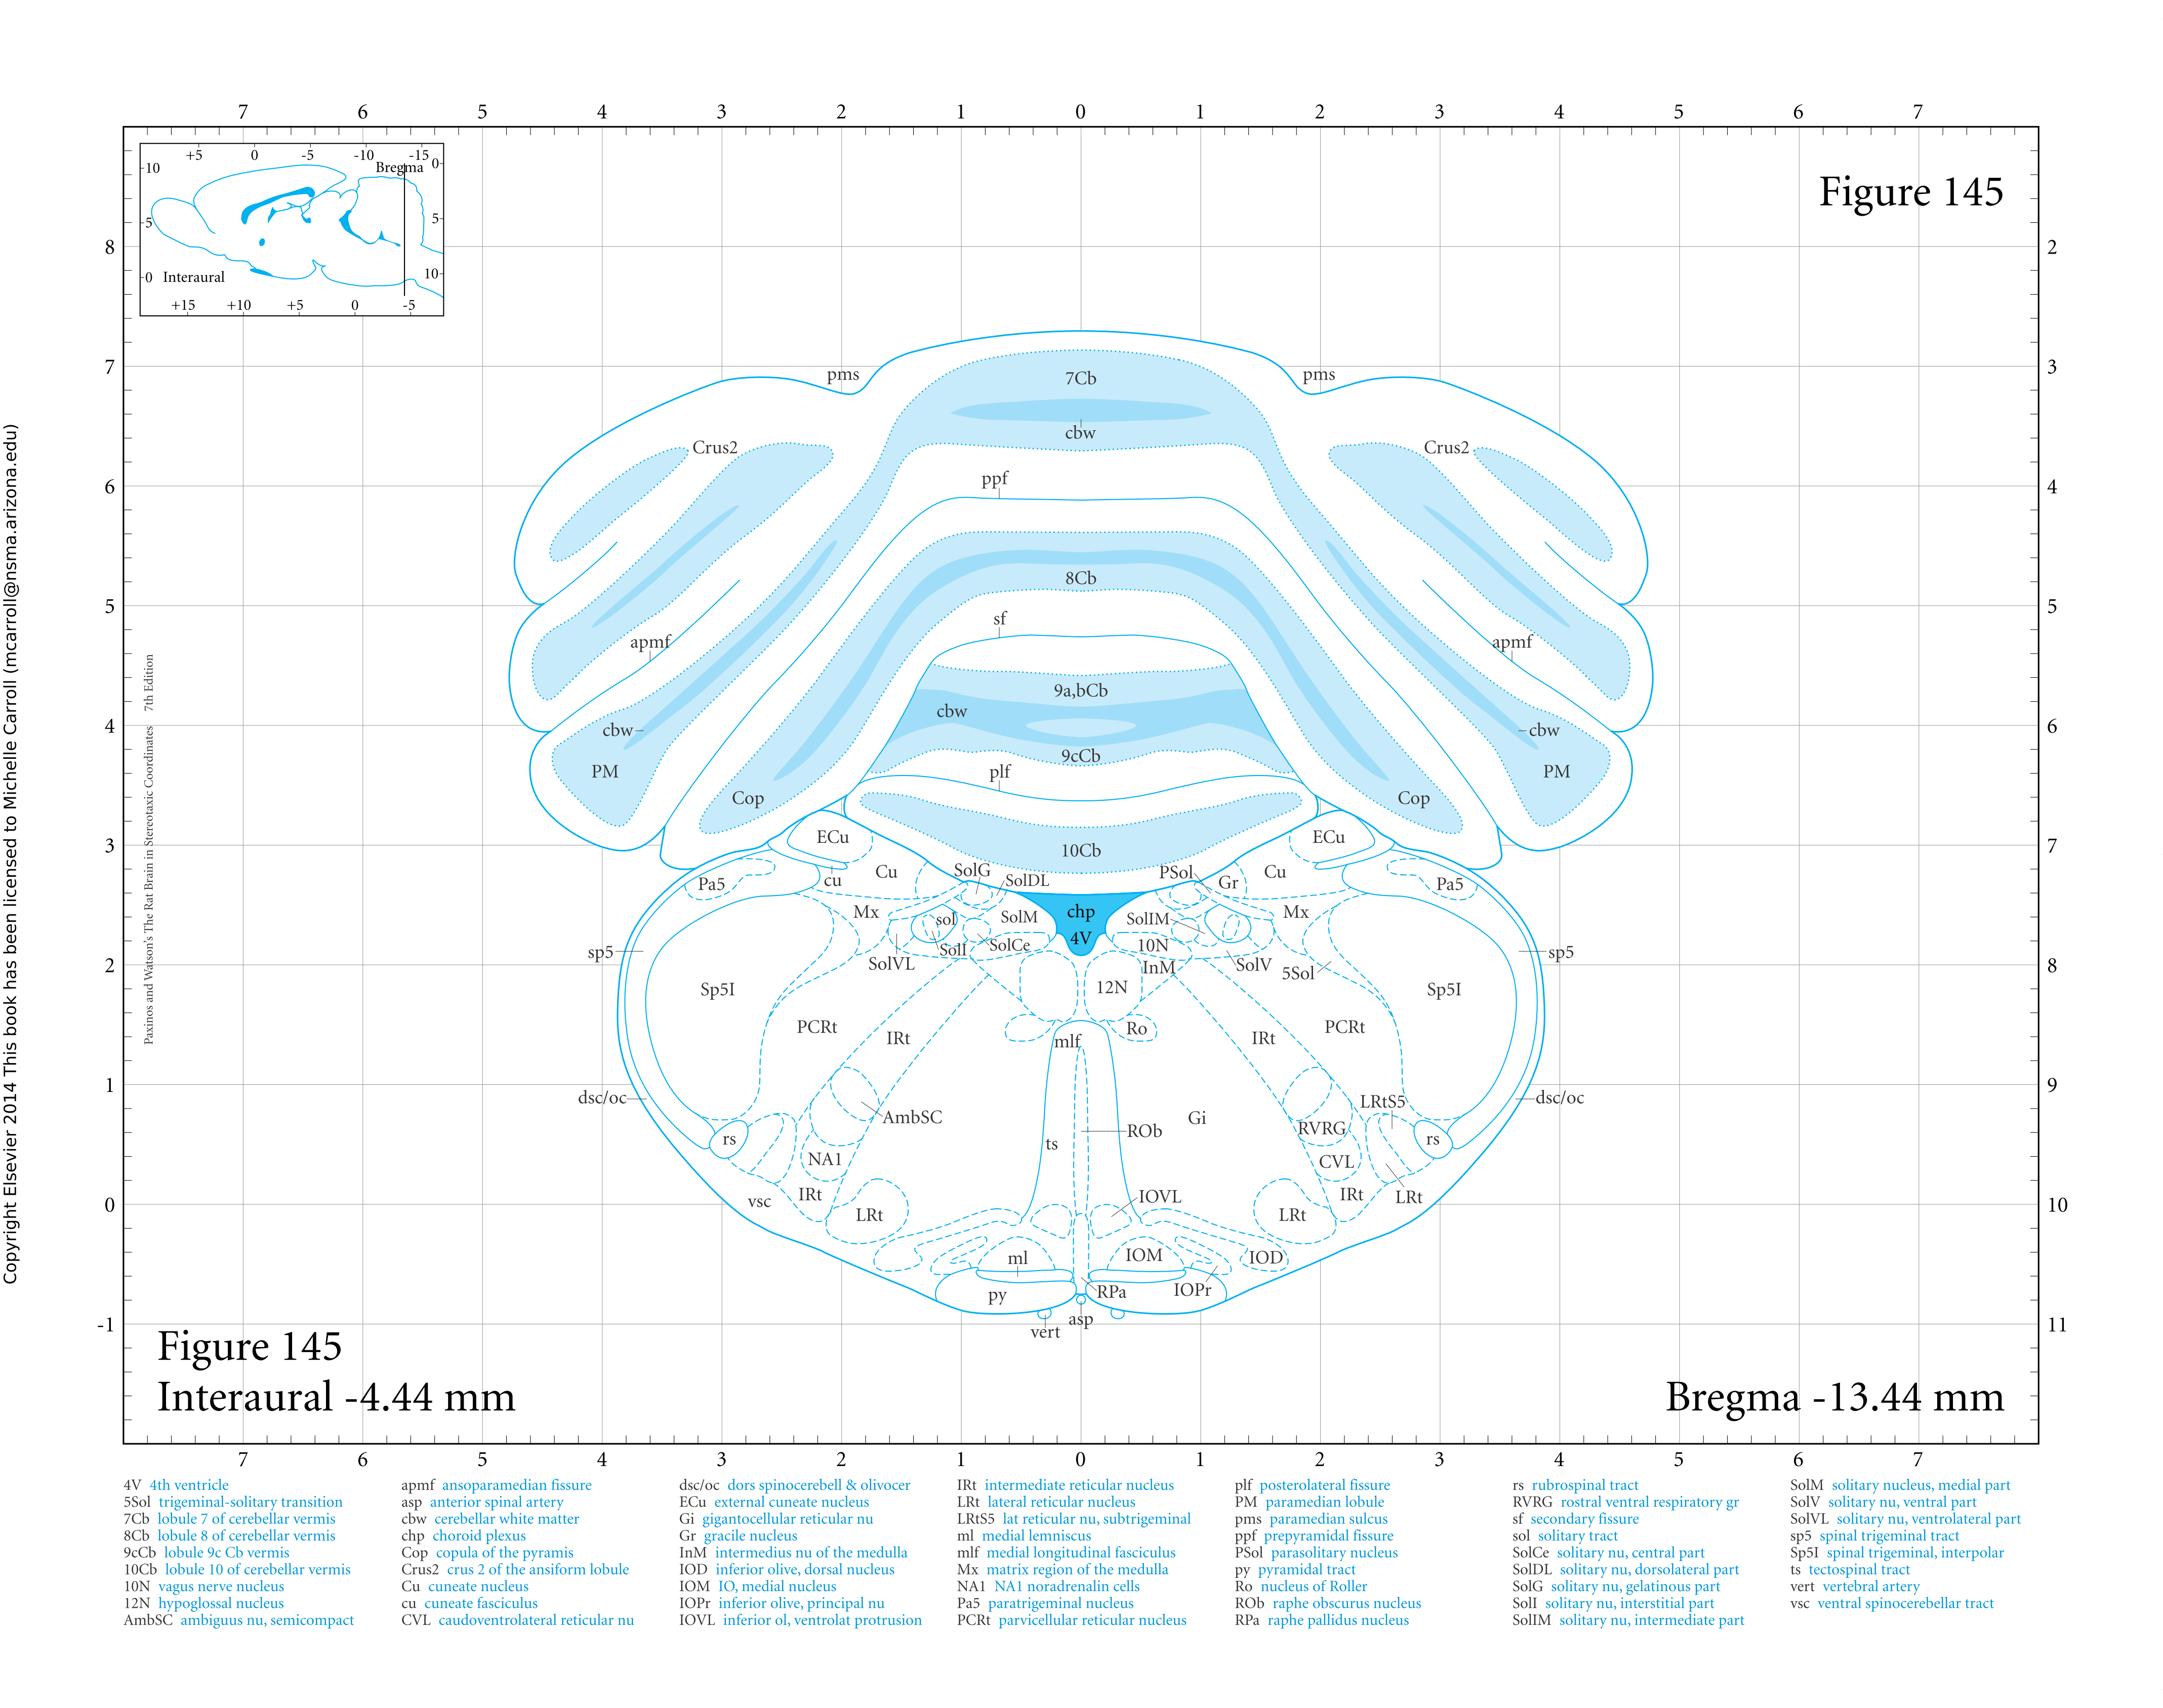 7 6 5 4 3 2 1 0 1 2 3 4 5 6 7
+5 0 -5 -10 -15
Bregma 0
10
5 5
10
0 Interaural
+15 +10 +5 0 -5
Figure 145
8 2
7 3
6 4
5 5
4 6
3 7
2 8
1 9
0 10
-1 11
pms 7Cb pms
cbw
Crus2 Crus2
ppf
8Cb
sf
apmf apmf
9a,bCb
cbw
cbw cbw
9cCb
PM plf PM
Cop Cop
ECu ECu
10Cb
Pa5 cu Cu SolG SolDL PSol Gr Cu Pa5
Mx sol SolM chp SolIM Mx
4V
sp5 SolVL SolI SolCe 10N InM SolV 5Sol sp5
Sp5I 12N Sp5I
PCRt IRt mlf Ro IRt PCRt
dsc/oc AmbSC Gi LRtS5 dsc/oc
rs ts ROb RVRG rs
NA1 CVL
vsc IRt IOVL IRt LRt
LRt LRt
ml IOM IOD
py RPa IOPr
asp
vert
Figure 145
Interaural -4.44 mm
Bregma -13.44 mm
7 6 5 4 3 2 1 0 1 2 3 4 5 6 7
Copyright Elsevier 2014 This book has been licensed to Michelle Carroll (mcarroll@nsma.arizona.edu)
Paxinos and Watson's The Rat Brain in Stereotaxic Coordinates 7th Edition
4V 4th ventricle
5Sol trigeminal-solitary transition
7Cb lobule 7 of cerebellar vermis
8Cb lobule 8 of cerebellar vermis
9cCb lobule 9c Cb vermis
10Cb lobule 10 of cerebellar vermis
10N vagus nerve nucleus
12N hypoglossal nucleus
AmbSC ambiguus nu, semicompact
apmf ansoparamedian fissure
asp anterior spinal artery
cbw cerebellar white matter
chp choroid plexus
Cop copula of the pyramis
Crus2 crus 2 of the ansiform lobule
Cu cuneate nucleus
cu cuneate fasciculus
CVL caudoventrolateral reticular nu
dsc/oc dors spinocerebell & olivocer
ECu external cuneate nucleus
Gi gigantocellular reticular nu
Gr gracile nucleus
InM intermedius nu of the medulla
IOD inferior olive, dorsal nucleus
IOM IO, medial nucleus
IOPr inferior olive, principal nu
IOVL inferior ol, ventrolat protrusion
IRt intermediate reticular nucleus
LRt lateral reticular nucleus
LRtS5 lat reticular nu, subtrigeminal
ml medial lemniscus
mlf medial longitudinal fasciculus
Mx matrix region of the medulla
NA1 NA1 noradrenalin cells
Pa5 paratrigeminal nucleus
PCRt parvicellular reticular nucleus
plf posterolateral fissure
PM paramedian lobule
pms paramedian sulcus
ppf prepyramidal fissure
PSol parasolitary nucleus
py pyramidal tract
Ro nucleus of Roller
ROb raphe obscurus nucleus
RPa raphe pallidus nucleus
rs rubrospinal tract
RVRG rostral ventral respiratory gr
sf secondary fissure
sol solitary tract
SolCe solitary nu, central part
SolDL solitary nu, dorsolateral part
SolG solitary nu, gelatinous part
SolI solitary nu, interstitial part
SolIM solitary nu, intermediate part
SolM solitary nucleus, medial part
SolV solitary nu, ventral part
SolVL solitary nu, ventrolateral part
sp5 spinal trigeminal tract
Sp5I spinal trigeminal, interpolar
ts tectospinal tract
vert vertebral artery
vsc ventral spinocerebellar tract